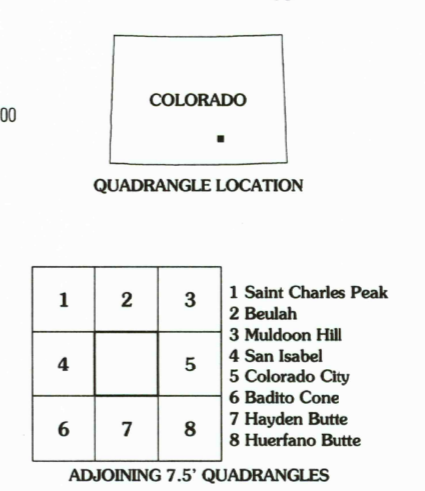 00
COLORADO
QUADRANGLE LOCATION
1 2 3
4 5
6 7 8
1 Saint Charles Peak
2 Beulah
3 Muldoon Hill
4 San Isabel
5 Colorado City
6 Badito Cone
7 Hayden Butte
8 Huerfano Butte
ADJOINING 7.5' QUADRANGLES